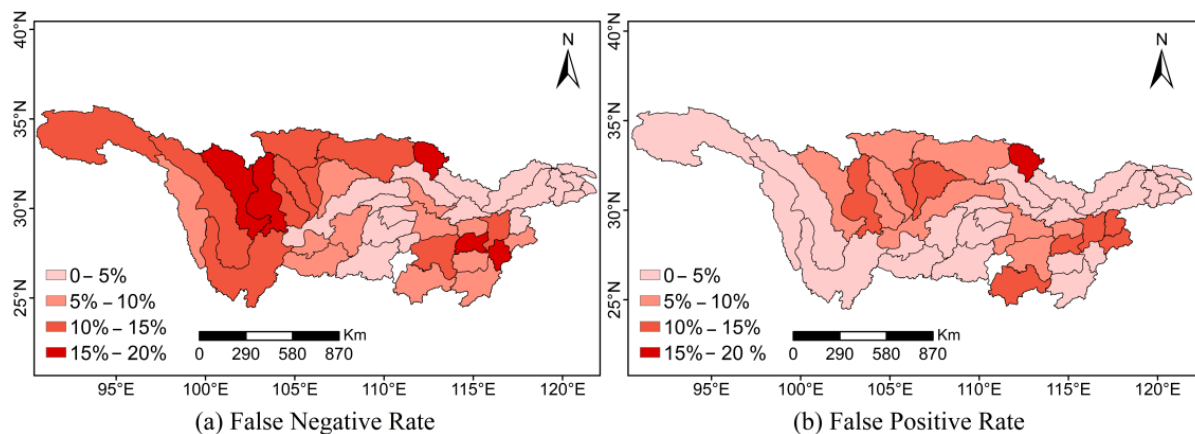 40°N
35°N
30°N
25°N
N
0 – 5%
5% – 10%
10% – 15%
15% – 20%
Km
0 290 580 870
95°E 100°E 105°E 110°E 115°E 120°E
(a) False Negative Rate
40°N
35°N
30°N
25°N
N
0 – 5%
5% – 10%
10% – 15%
15% – 20 %
Km
0 290 580 870
95°E 100°E 105°E 110°E 115°E 120°E
(b) False Positive Rate